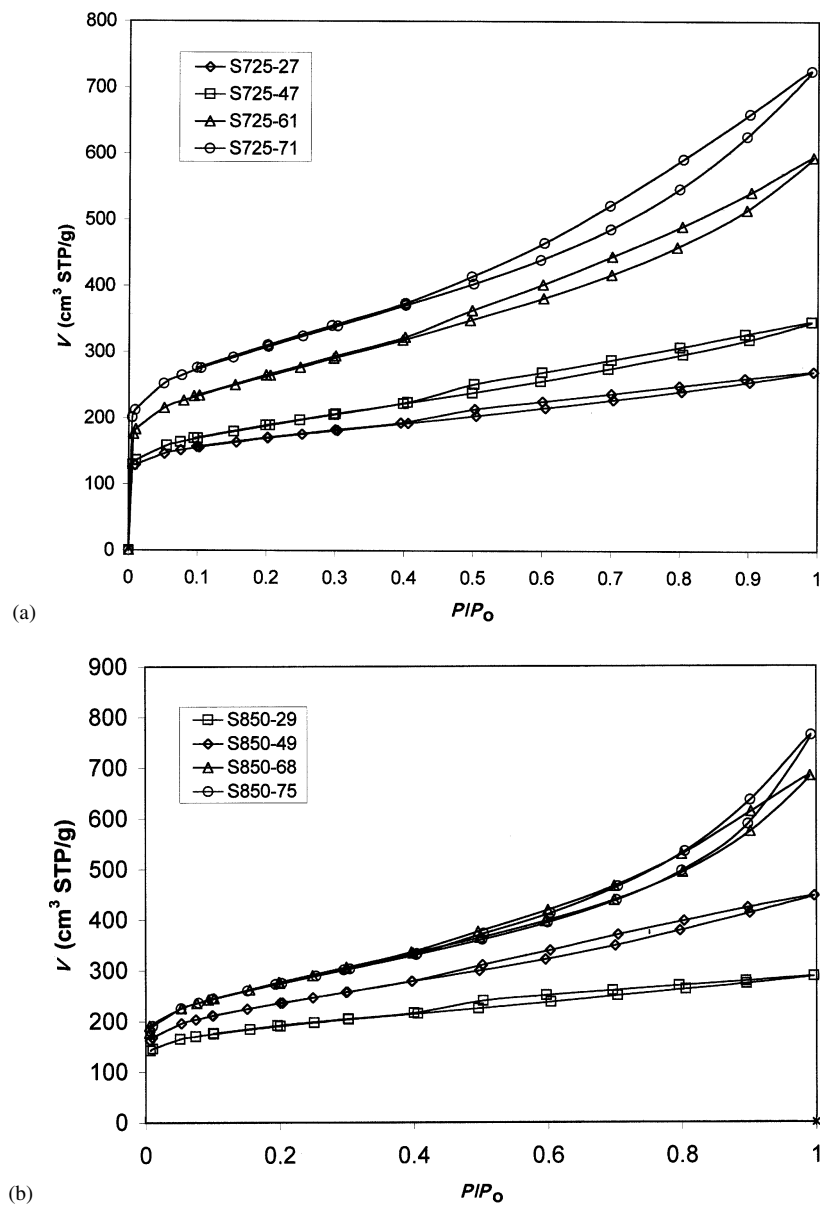 800
700
600
500
400
300
200
100
0
V (cm³ STP/g)
S725-27
S725-47
S725-61
S725-71
0 0.1 0.2 0.3 0.4 0.5 0.6 0.7 0.8 0.9 1
P/Po
(a)
900
800
700
600
500
400
300
200
100
0
V (cm³ STP/g)
S850-29
S850-49
S850-68
S850-75
0 0.2 0.4 0.6 0.8 1
P/Po
(b)